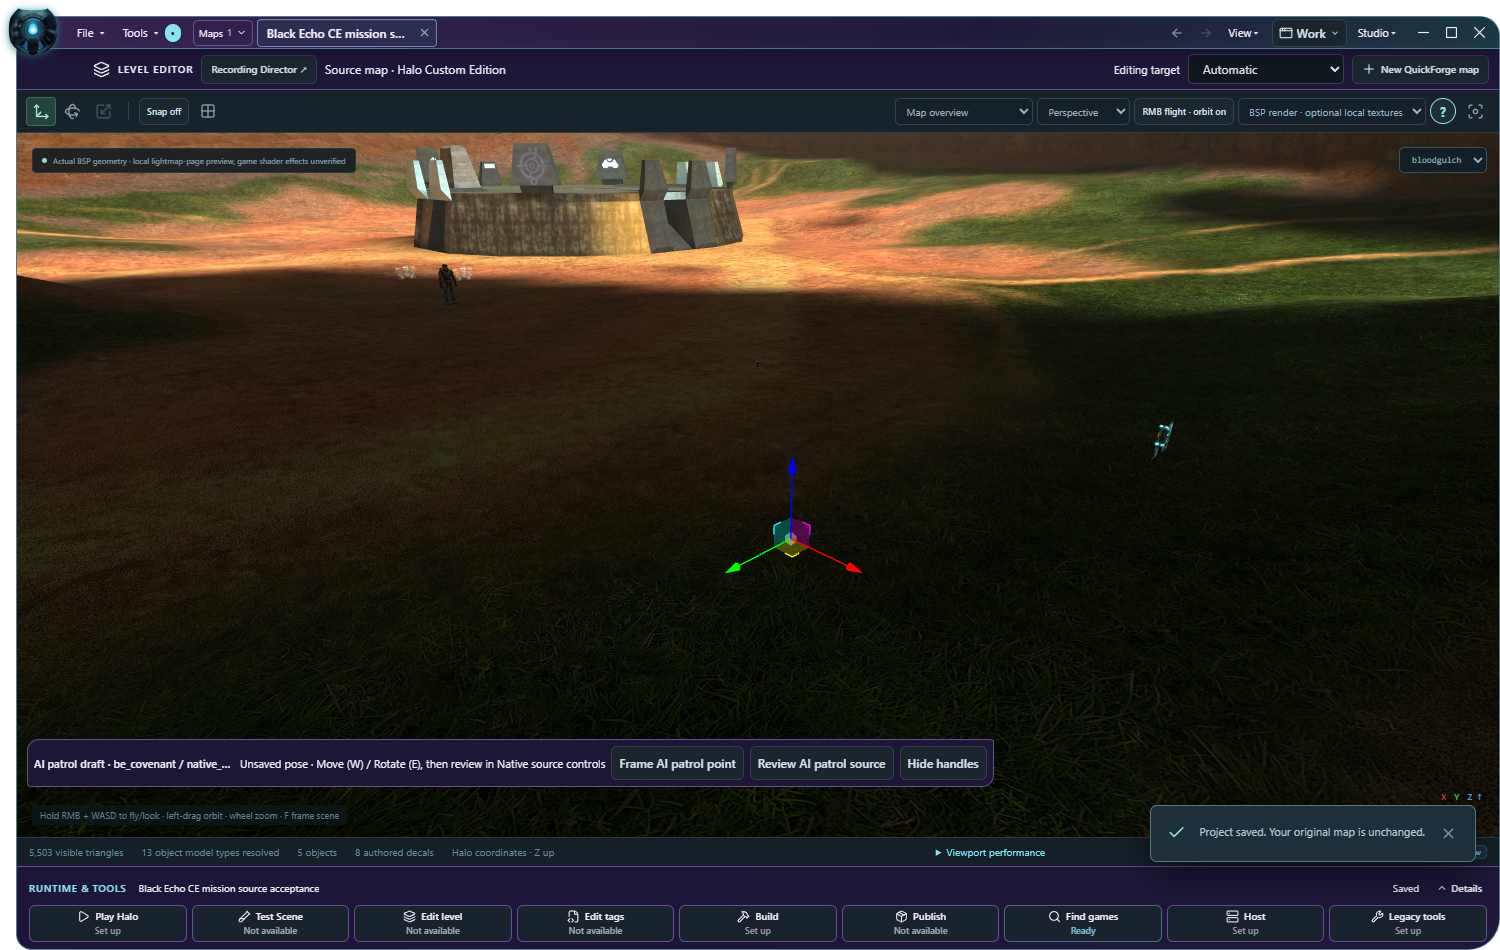 File Tools Maps 1 Black Echo CE mission s... View Work Studio
LEVEL EDITOR Recording Director ↗ Source map · Halo Custom Edition Editing target Automatic + New QuickForge map
Snap off Map overview Perspective RMB flight · orbit on BSP render · optional local textures ?
Actual BSP geometry · local lightmap-page preview, game shader effects unverified bloodgulch
AI patrol draft · be_covenant / native_... Unsaved pose · Move (W) / Rotate (E), then review in Native source controls Frame AI patrol point Review AI patrol source Hide handles
X Y Z ↑
Hold RMB + WASD to fly/look · left-drag orbit · wheel zoom · F frame scene
Project saved. Your original map is unchanged.
5,503 visible triangles 13 object model types resolved 5 objects 8 authored decals Halo coordinates · Z up Viewport performance
RUNTIME & TOOLS Black Echo CE mission source acceptance Saved Details
Play Halo Test Scene Edit level Edit tags Build Publish Find games Host Legacy tools
Set up Not available Not available Not available Set up Not available Ready Set up Set up